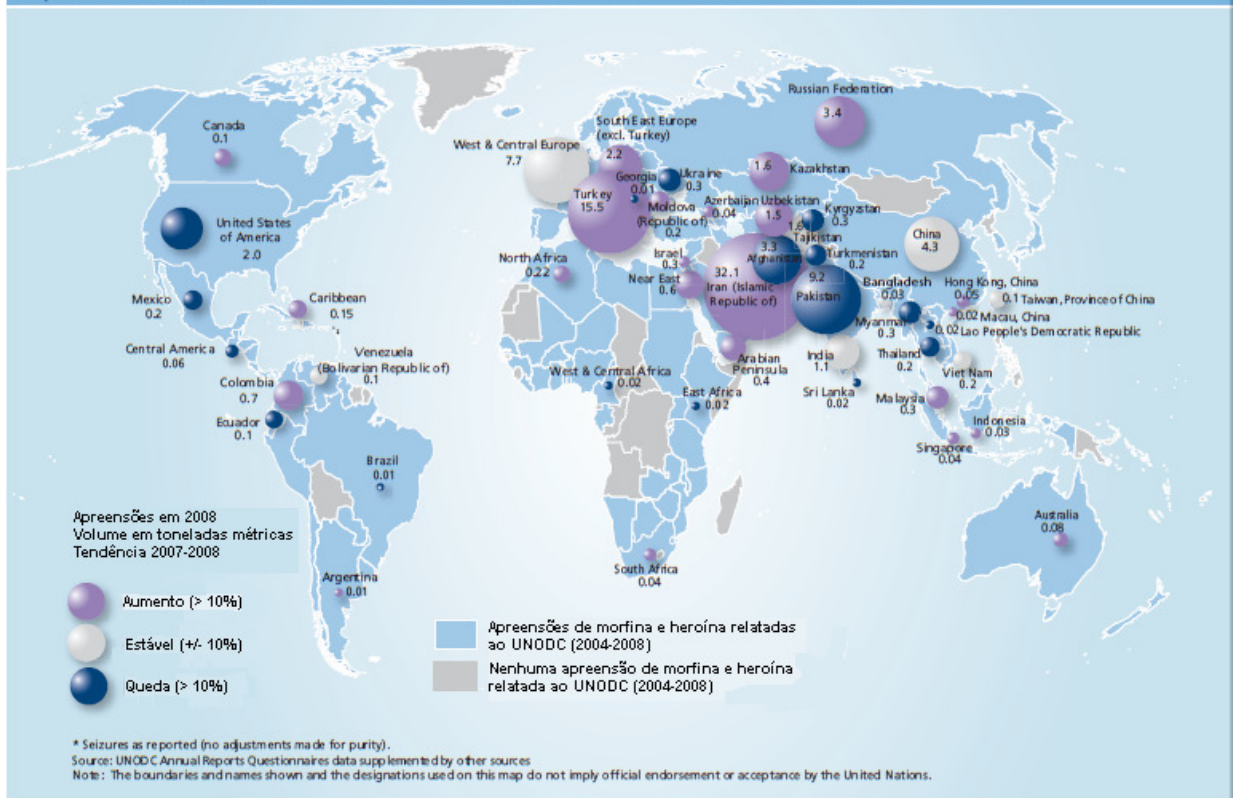 Canada
0.1
United States
of America
2.0
Mexico
0.2
Caribbean
0.15
Central America
0.06
Venezuela
(Bolivarian Republic of)
0.1
Colombia
0.7
Ecuador
0.1
Brazil
0.01
Argentina
0.01
West & Central Europe
7.7
South East Europe
(excl. Turkey)
2.2
Russian Federation
3.4
Georgia
0.01
Ukraine
0.3
Kazakhstan
1.6
Turkey
15.5
Moldova
(Republic of)
0.2
Azerbaijan
0.04
Uzbekistan
1.5
Kyrgyzstan
0.3
Tajikistan
Turkmenistan
0.2
China
4.3
North Africa
0.22
Israel
0.3
Near East
0.6
32.1
Iran (Islamic
Republic of)
3.3
Afghanistan
9.2
Pakistan
Bangladesh
0.03
Hong Kong, China
0.05
0.1 Taiwan, Province of China
0.02 Macau, China
0.02 Lao People's Democratic Republic
Myanmar
0.3
Arabian
Peninsula
0.4
India
1.1
Thailand
0.2
Viet Nam
0.2
West & Central Africa
0.02
East Africa
0.02
Sri Lanka
0.02
Malaysia
0.3
Indonesia
0.03
Singapore
0.04
South Africa
0.04
Australia
0.08
Apreensões em 2008
Volume em toneladas métricas
Tendência 2007-2008
Aumento (> 10%)
Estável (+/- 10%)
Queda (> 10%)
Apreensões de morfina e heroína relatadas
ao UNODC (2004-2008)
Nenhuma apreensão de morfina e heroína
relatada ao UNODC (2004-2008)
* Seizures as reported (no adjustments made for purity).
Source: UNODC Annual Reports Questionnaires data supplemented by other sources
Note: The boundaries and names shown and the designations used on this map do not imply official endorsement or acceptance by the United Nations.